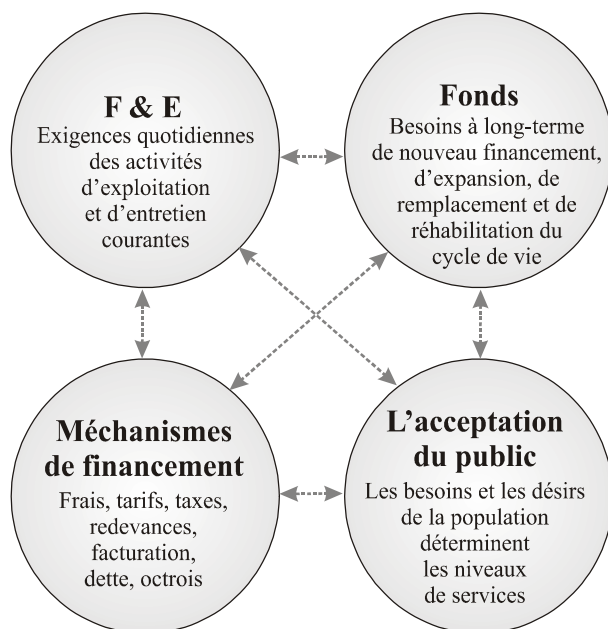 F & E
Exigences quotidiennes
des activités
d'exploitation
et d'entretien
courantes
Fonds
Besoins à long-terme
de nouveau financement,
d'expansion, de
remplacement et de
réhabilitation du
cycle de vie
Méchanismes
de financement
Frais, tarifs, taxes,
redevances,
facturation,
dette, octrois
L'acceptation
du public
Les besoins et les désirs
de la population
déterminent
les niveaux
de services